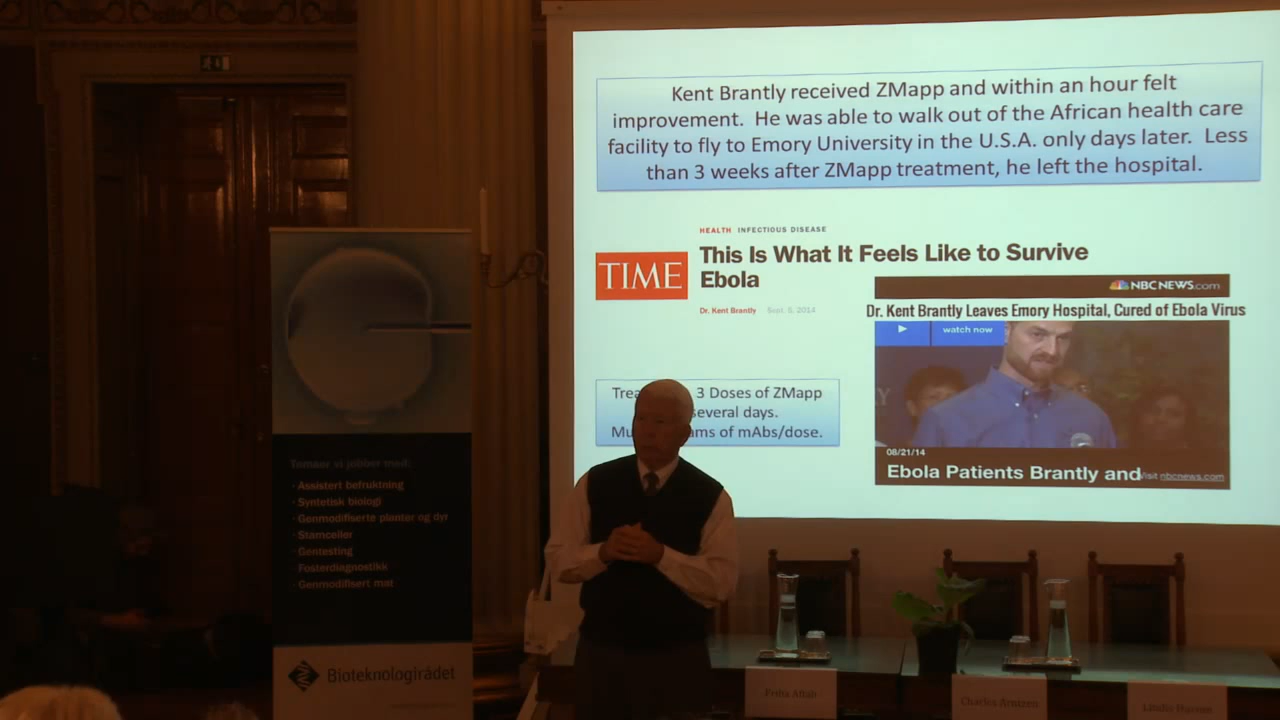 Kent Brantly received ZMapp and within an hour felt
improvement. He was able to walk out of the African health care
facility to fly to Emory University in the U.S.A. only days later. Less
than 3 weeks after ZMapp treatment, he left the hospital.
HEALTH INFECTIOUS DISEASE
TIME
This Is What It Feels Like to Survive
Ebola
Dr. Kent Brantly Sept. 5, 2014
NBCNEWS.com
Dr. Kent Brantly Leaves Emory Hospital, Cured of Ebola Virus
watch now
08/21/14
Ebola Patients Brantly and
Visit nbcnews.com
3 Doses of ZMapp
several days.
of mAbs/dose.
Temaer vi jobber med:
- Assistert befruktning
- Syntetisk biologi
- Genmodifiserte planter og dyr
- Stamceller
- Gentesting
- Fosterdiagnostikk
- Genmodifisert mat
Bioteknologirådet
Charles Arntzen